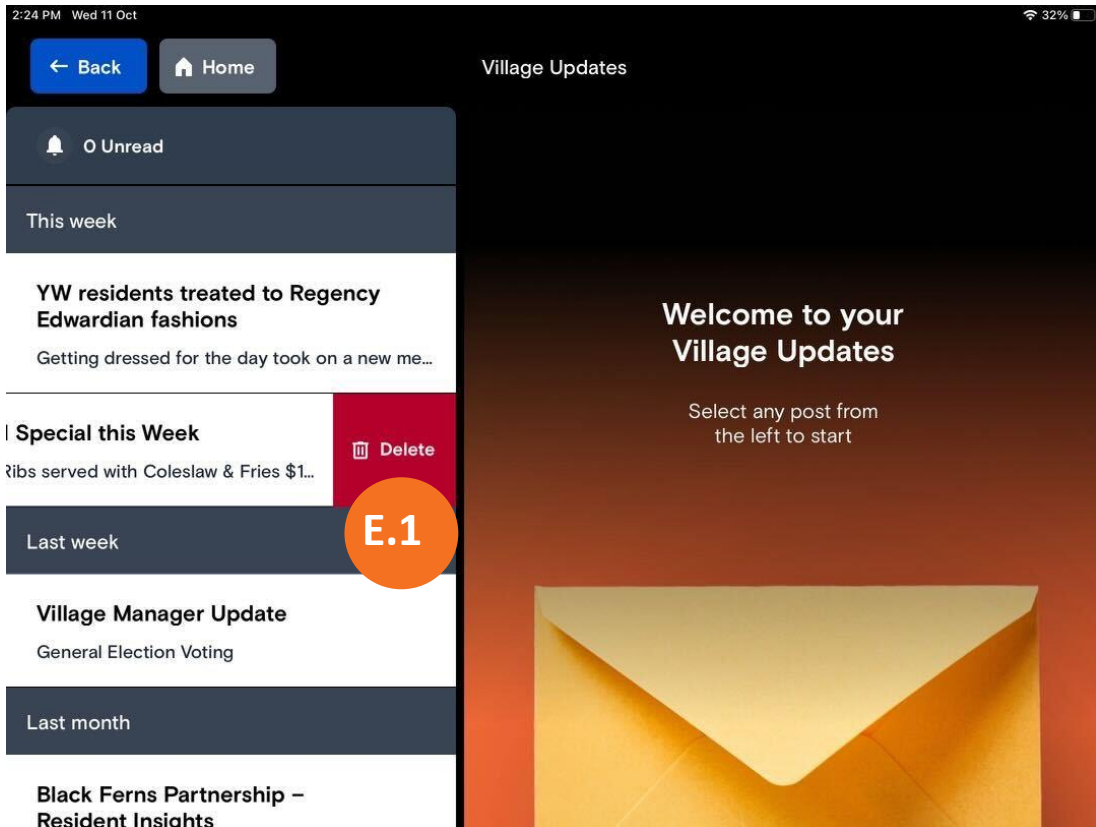 2:24 PM Wed 11 Oct
32%
← Back
Home
Village Updates
0 Unread
This week
YW residents treated to Regency
Edwardian fashions
Getting dressed for the day took on a new me...
Special this Week
Ribs served with Coleslaw & Fries $1...
Delete
E.1
Last week
Village Manager Update
General Election Voting
Last month
Black Ferns Partnership –
Resident Insights
Welcome to your
Village Updates
Select any post from
the left to start